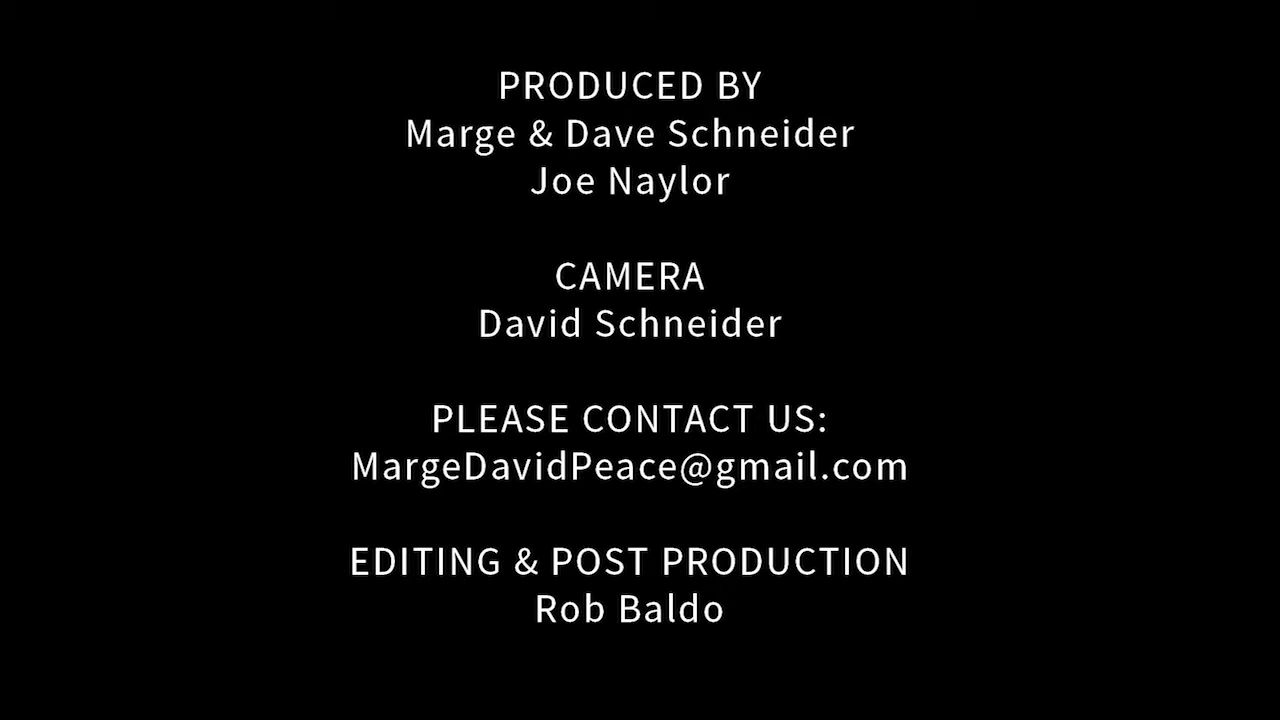 PRODUCED BY
Marge & Dave Schneider
Joe Naylor
CAMERA
David Schneider
PLEASE CONTACT US:
MargeDavidPeace@gmail.com
EDITING & POST PRODUCTION
Rob Baldo